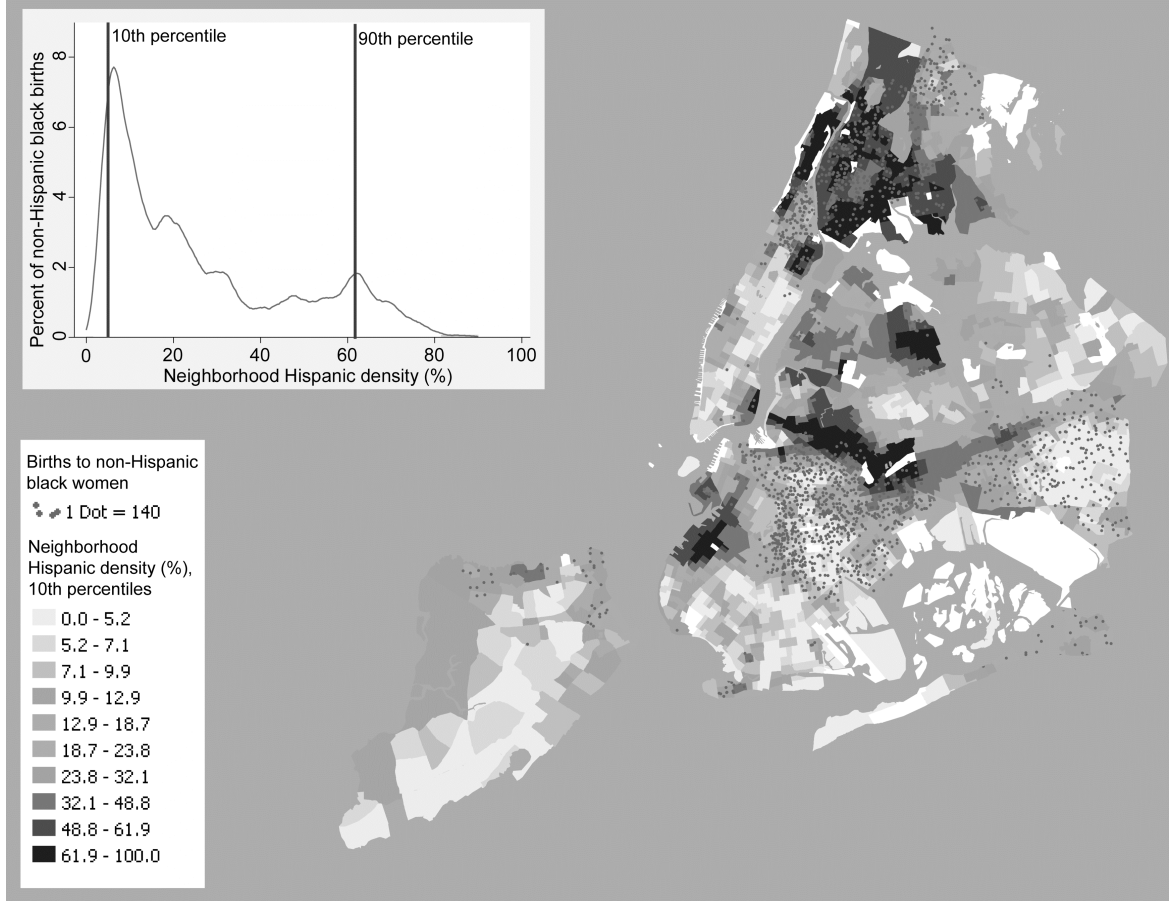 10th percentile
90th percentile
Percent of non-Hispanic black births
8
6
4
2
0
0 20 40 60 80 100
Neighborhood Hispanic density (%)
Births to non-Hispanic
black women
1 Dot = 140
Neighborhood
Hispanic density (%),
10th percentiles
0.0 - 5.2
5.2 - 7.1
7.1 - 9.9
9.9 - 12.9
12.9 - 18.7
18.7 - 23.8
23.8 - 32.1
32.1 - 48.8
48.8 - 61.9
61.9 - 100.0